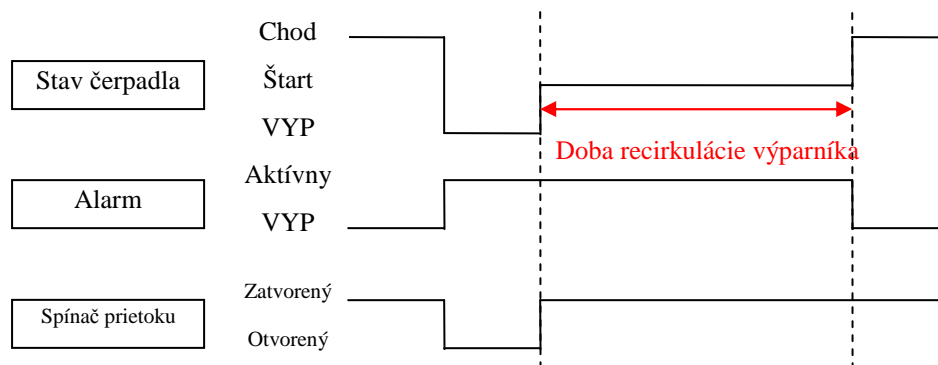 Chod
Stav čerpadla
Štart
VYP
Doba recirkulácie výparníka
Aktívny
Alarm
VYP
Zatvorený
Spínač prietoku
Otvorený